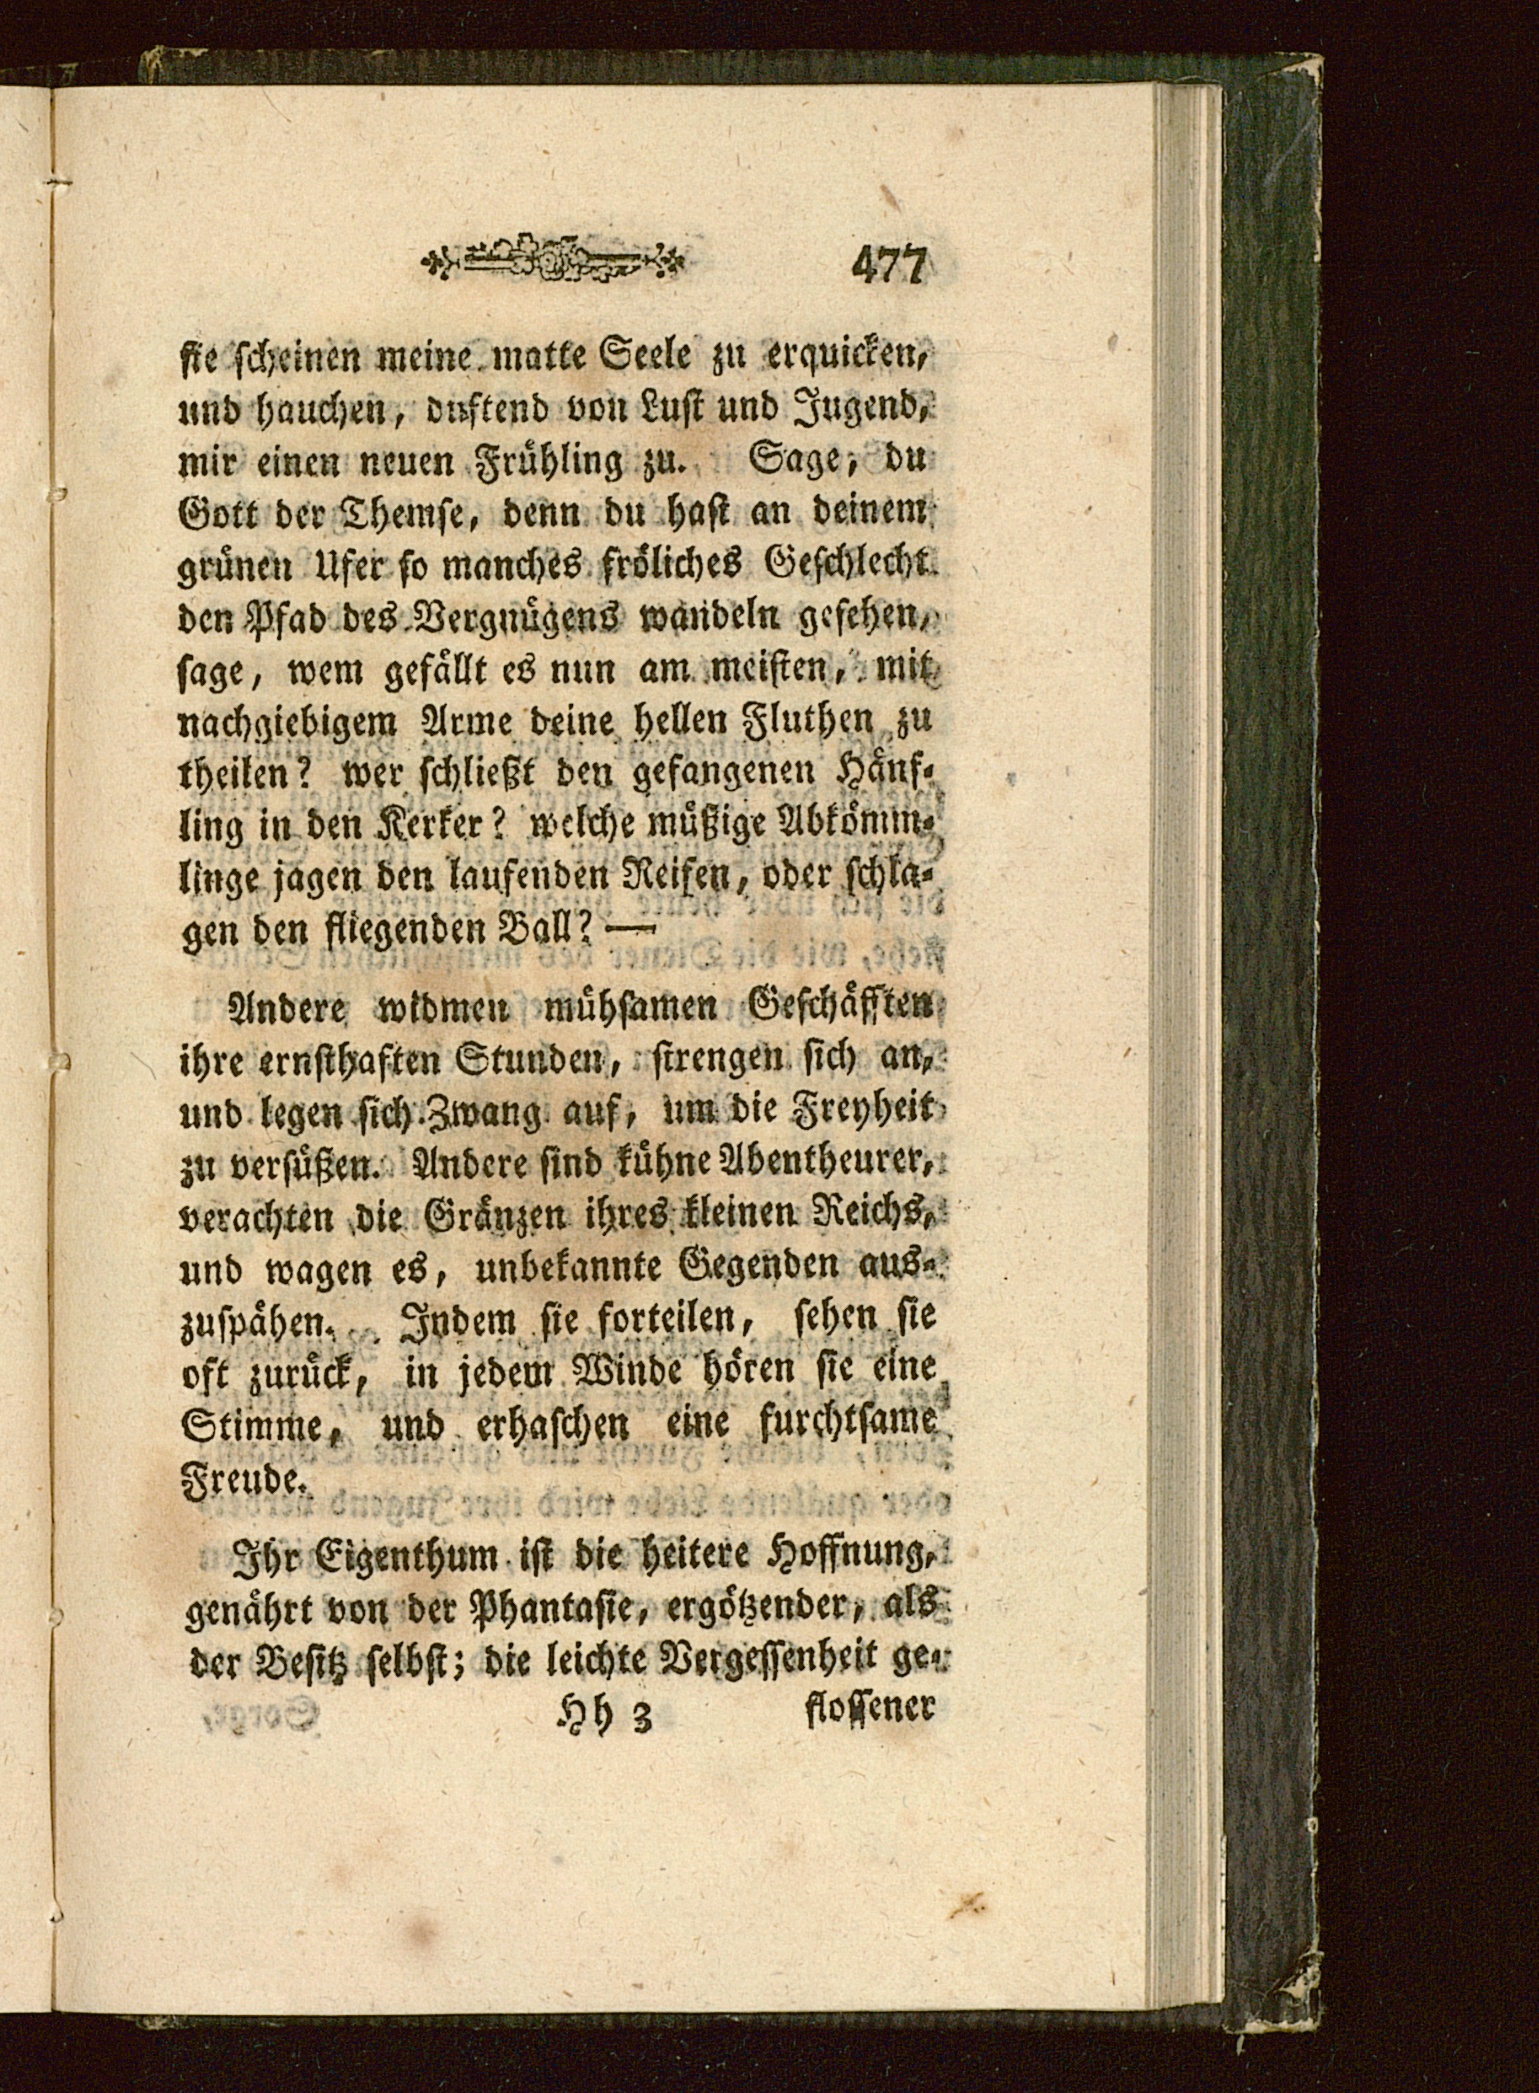 477
sie scheinen meine matte Seele zu erquicken,
und hauchen, duftend von Lust und Jugend,
mir einen neuen Frühling zu. Sage, du
Gott der Themse, denn du hast an deinem
grünen Ufer so manches fröliches Geschlecht
den Pfad des Vergnügens wandeln gesehen,
sage, wem gefällt es nun am meisten, mit
nachgiebigem Arme deine hellen Fluthen zu
theilen? wer schließt den gefangenen Hänf-
ling in den Kerker? welche müßige Abkömm-
linge jagen den laufenden Reifen, oder schla-
gen den fliegenden Ball? —
Andere widmen mühsamen Geschäfften
ihre ernsthaften Stunden, strengen sich an,
und legen sich Zwang auf, um die Freyheit
zu versüßen. Andere sind kühne Abentheurer,
verachten die Gränzen ihres kleinen Reichs,
und wagen es, unbekannte Gegenden aus-
zuspähen. Indem sie forteilen, sehen sie
oft zurück, in jedem Winde hören sie eine
Stimme, und erhaschen eine furchtsame
Freude.
Ihr Eigenthum ist die heitere Hoffnung,
genährt von der Phantasie, ergötzender, als
der Besitz selbst; die leichte Vergessenheit ge-
Hh 3 flossener